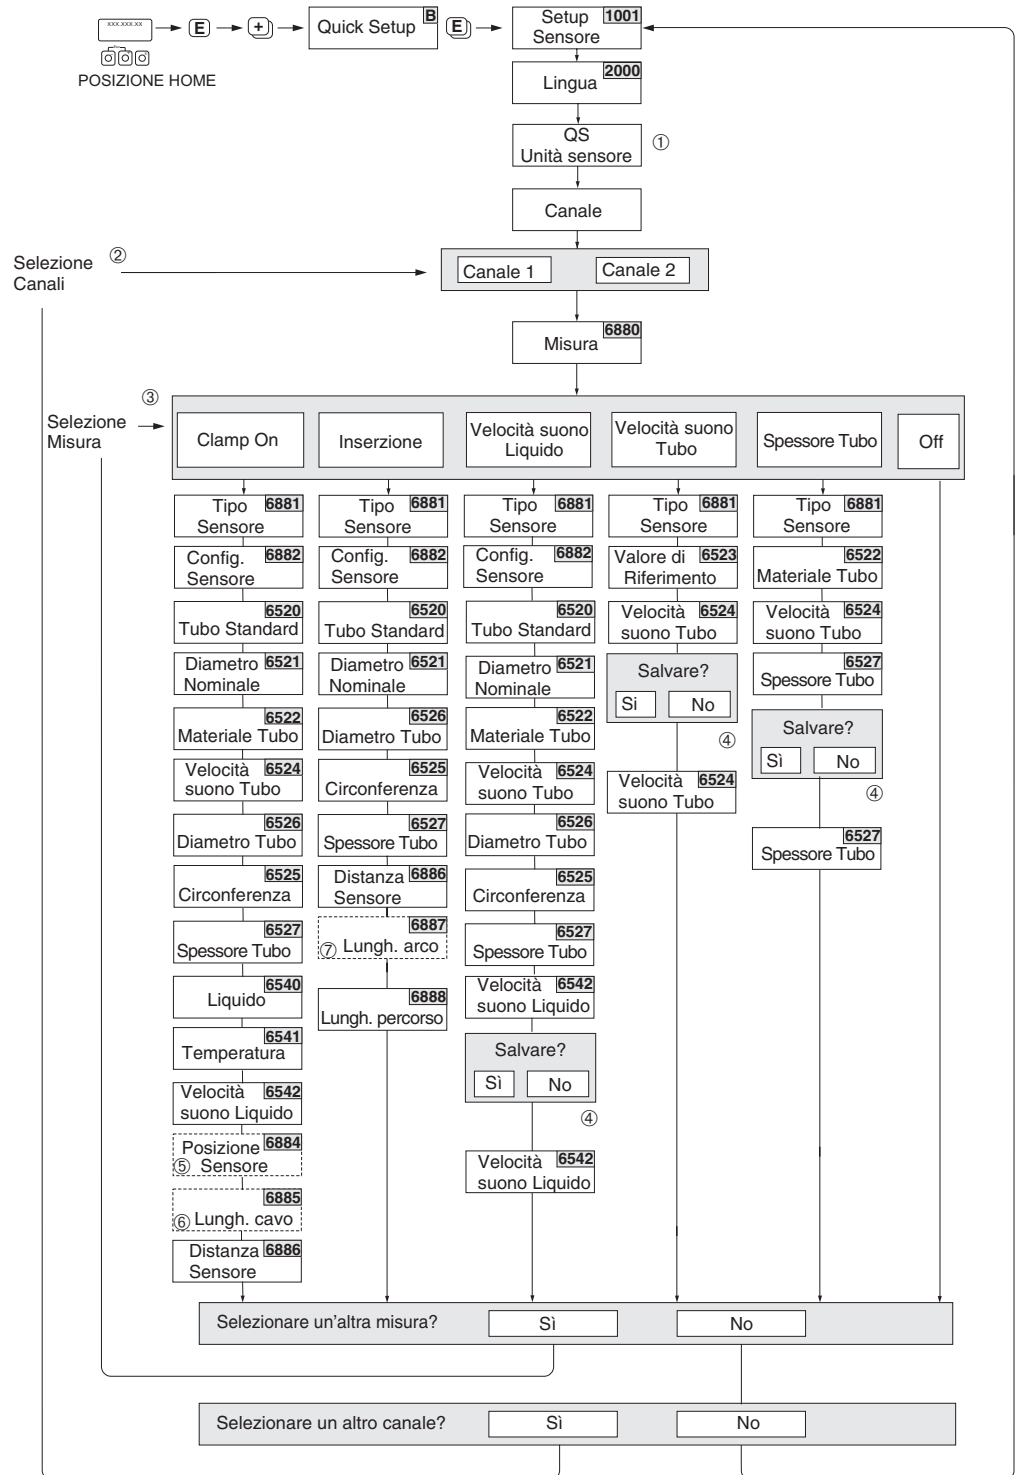 xxx.xxx.xx
E
+
Quick Setup B
E
Setup 1001
Sensore
POSIZIONE HOME
Lingua 2000
QS
Unità sensore
①
Canale
Selezione
Canali
②
Canale 1
Canale 2
Misura 6880
③
Selezione
Misura
Clamp On
Inserzione
Velocità suono
Liquido
Velocità suono
Tubo
Spessore Tubo
Off
Tipo 6881
Sensore
Config. 6882
Sensore
6520
Tubo Standard
Diametro 6521
Nominale
6522
Materiale Tubo
Velocità 6524
suono Tubo
6526
Diametro Tubo
6525
Circonferenza
6527
Spessore Tubo
6540
Liquido
6541
Temperatura
Velocità 6542
suono Liquido
Posizione 6884
⑤ Sensore
6885
⑥ Lungh. cavo
Distanza 6886
Sensore
Tipo 6881
Sensore
Config. 6882
Sensore
6520
Tubo Standard
Diametro 6521
Nominale
6526
Diametro Tubo
6525
Circonferenza
6527
Spessore Tubo
Distanza 6886
Sensore
6887
⑦ Lungh. arco
6888
Lungh. percorso
Tipo 6881
Sensore
Config. 6882
Sensore
6520
Tubo Standard
Diametro 6521
Nominale
6522
Materiale Tubo
Velocità 6524
suono Tubo
6526
Diametro Tubo
6525
Circonferenza
6527
Spessore Tubo
Velocità 6542
suono Liquido
Salvare?
Sì
No
④
Velocità 6542
suono Liquido
Tipo 6881
Sensore
Valore di 6523
Riferimento
Velocità 6524
suono Tubo
Salvare?
Si
No
④
Velocità 6524
suono Tubo
Tipo 6881
Sensore
6522
Materiale Tubo
Velocità 6524
suono Tubo
6527
Spessore Tubo
Salvare?
Sì
No
④
6527
Spessore Tubo
Selezionare un'altra misura?
Sì
No
Selezionare un altro canale?
Sì
No